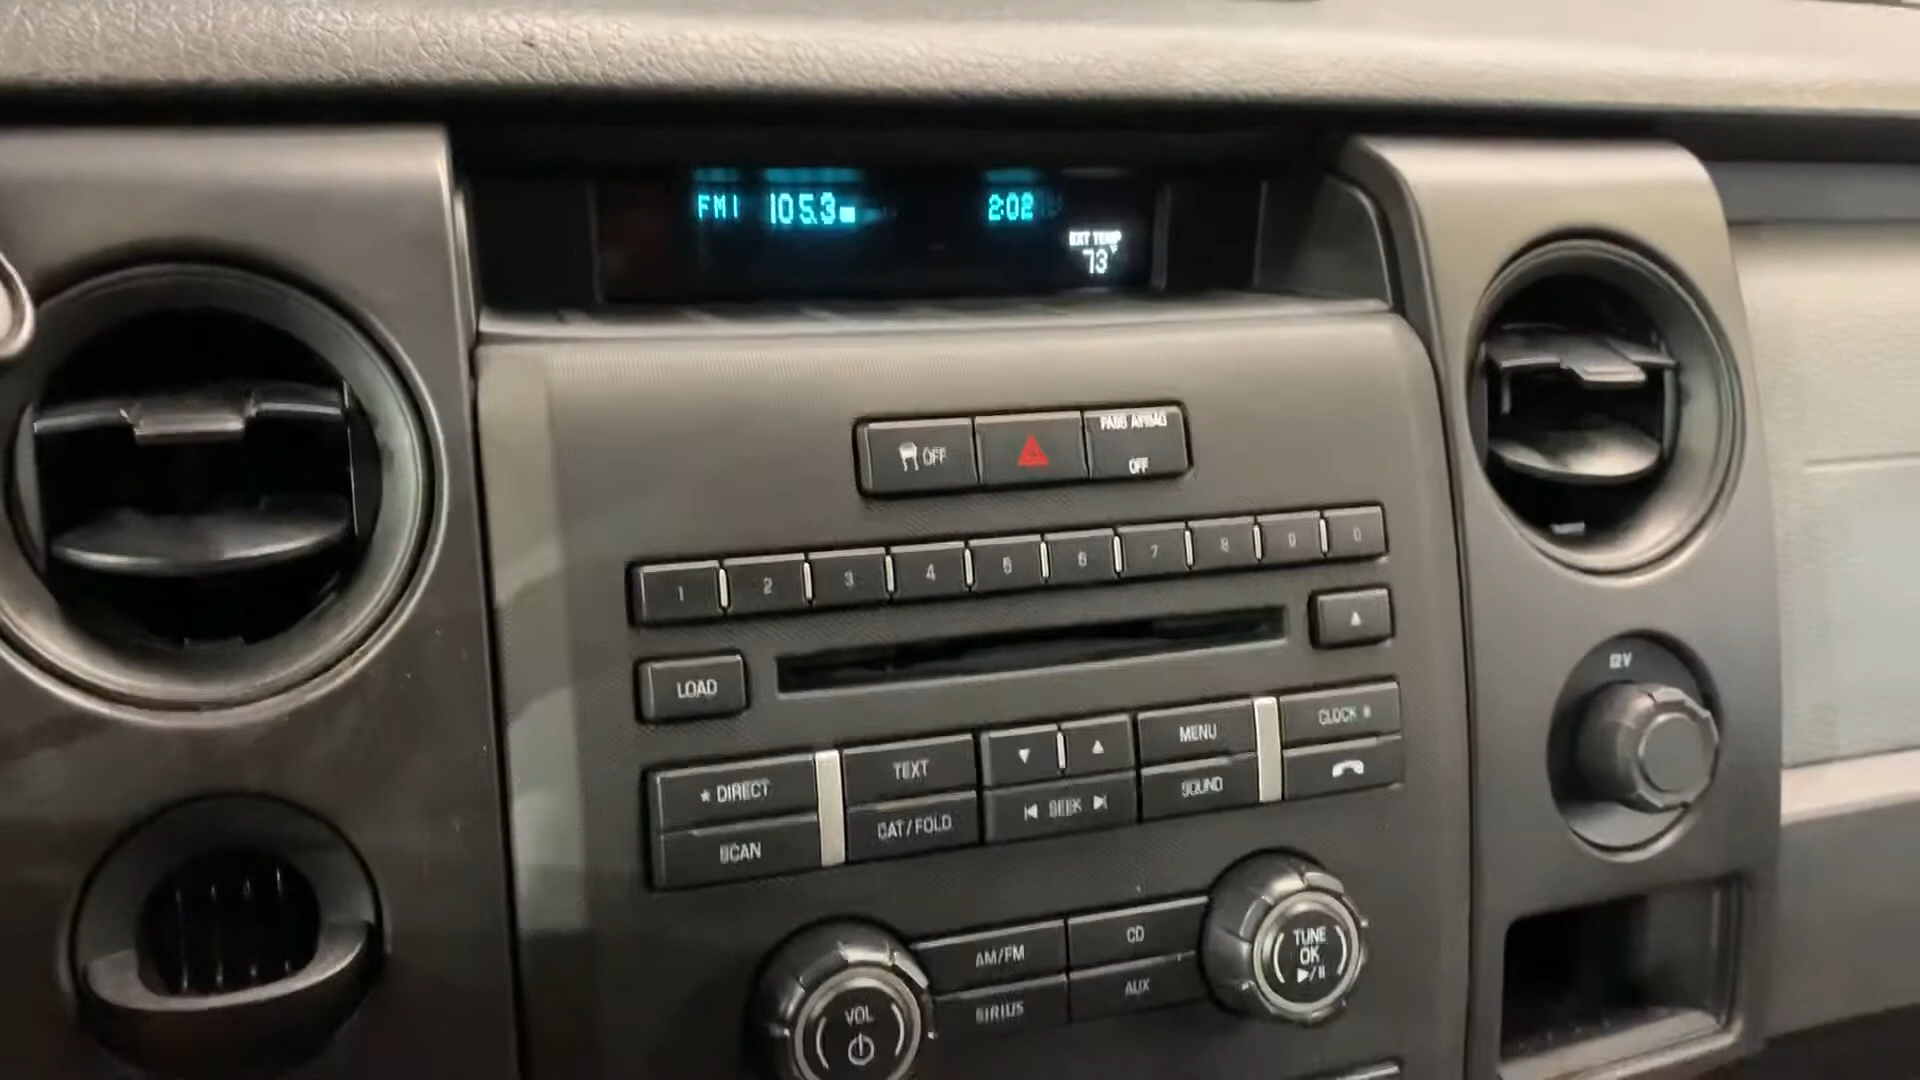 FM1 105.3 2:02
EXT TEMP
73°
OFF
PASS AIRBAG
OFF
1 2 3 4 5 6 7 8 9 0
LOAD
12V
* DIRECT TEXT MENU CLOCK
SCAN CAT/FOLD SEEK SOUND
AM/FM CD
SIRIUS AUX
VOL
TUNE
OK